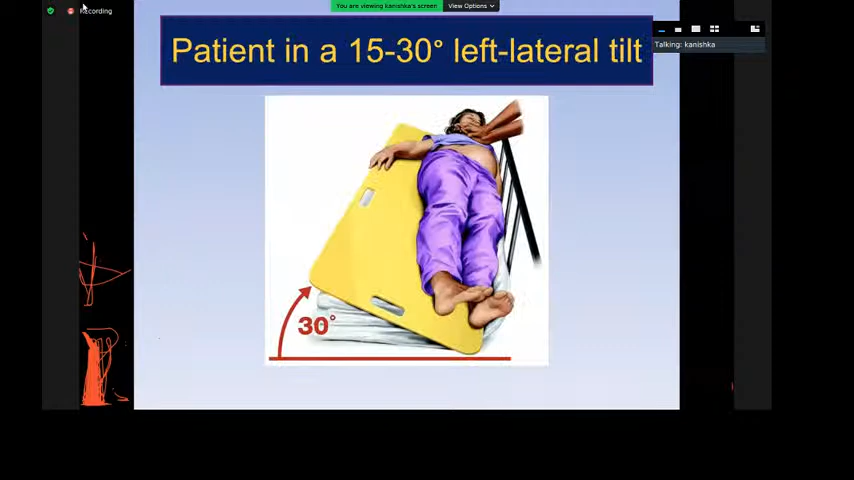 Recording
You are viewing kanishka's screen
View Options
Talking: kanishka
Patient in a 15-30° left-lateral tilt
30°